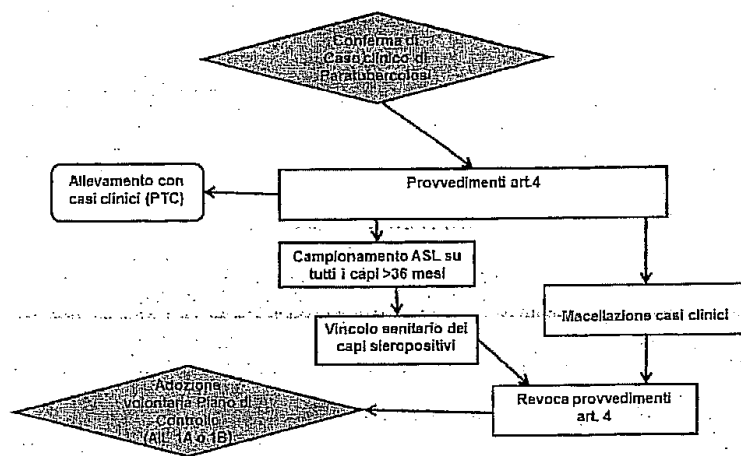 Conferma di
Caso clinico di
Paratubercolosi
Allevamento con
casi clinici (PTC)
Provvedimenti art.4
Campionamento ASL su
tutti i capi >36 mesi
Macellazione casi clinici
Vincolo sanitario dei
capi sieropositivi
Adozione
volontaria Piano di
Controllo
(All. 1A o 1B)
Revoca provvedimenti
art. 4